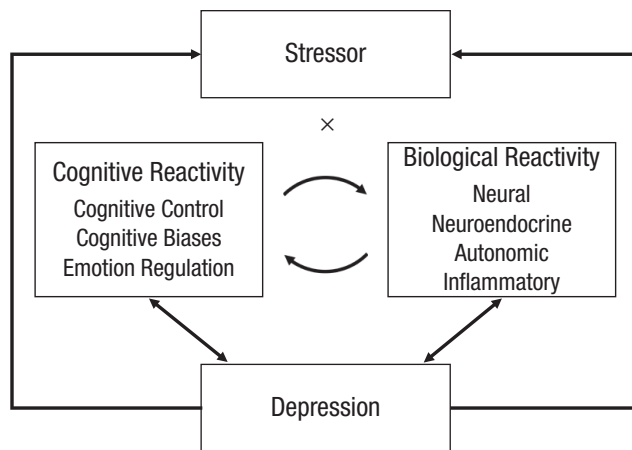 Stressor
×
Cognitive Reactivity
Cognitive Control
Cognitive Biases
Emotion Regulation
Biological Reactivity
Neural
Neuroendocrine
Autonomic
Inflammatory
Depression